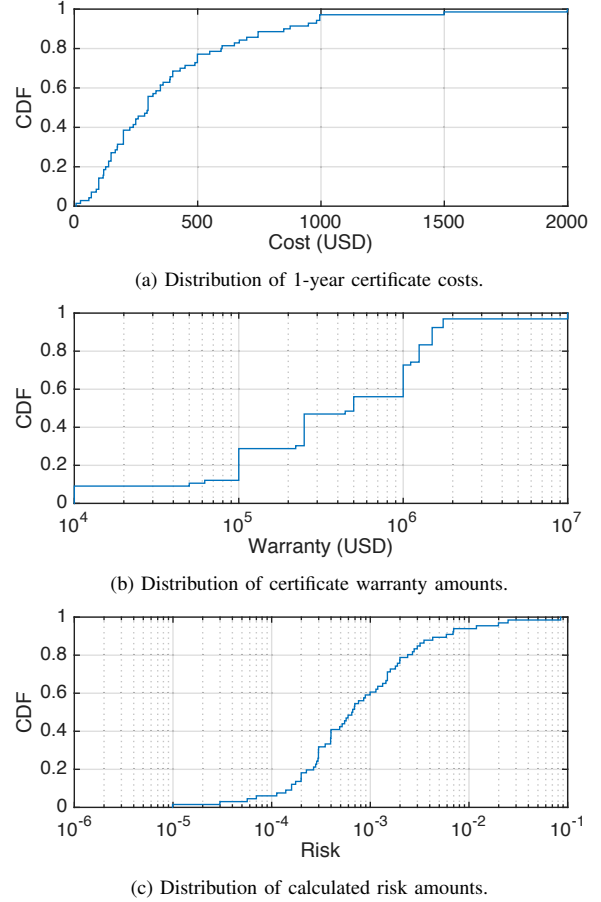 1
0.8
0.6
0.4
0.2
0
CDF
0 500 1000 1500 2000
Cost (USD)
(a) Distribution of 1-year certificate costs.
1
0.8
0.6
0.4
0.2
0
CDF
10^4 10^5 10^6 10^7
Warranty (USD)
(b) Distribution of certificate warranty amounts.
1
0.8
0.6
0.4
0.2
0
CDF
10^-6 10^-5 10^-4 10^-3 10^-2 10^-1
Risk
(c) Distribution of calculated risk amounts.